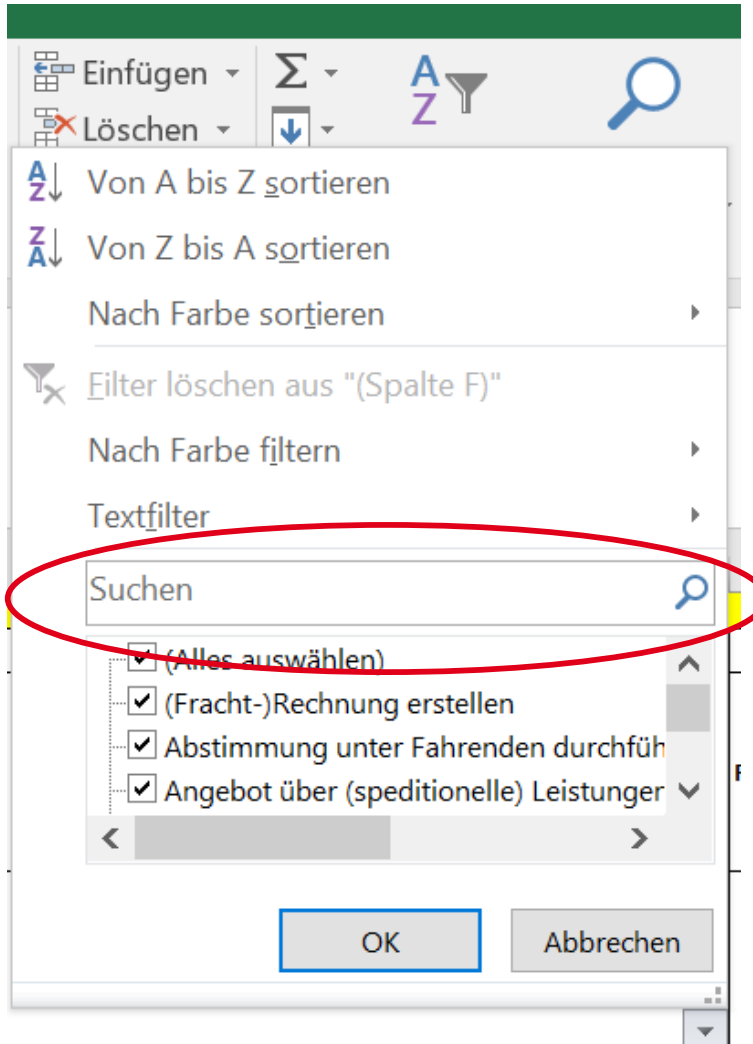 Einfügen
Löschen
Von A bis Z sortieren
Von Z bis A sortieren
Nach Farbe sortieren
Filter löschen aus "(Spalte F)"
Nach Farbe filtern
Textfilter
Suchen
(Alles auswählen)
(Fracht-)Rechnung erstellen
Abstimmung unter Fahrenden durchfüh
Angebot über (speditionelle) Leistunger
OK Abbrechen